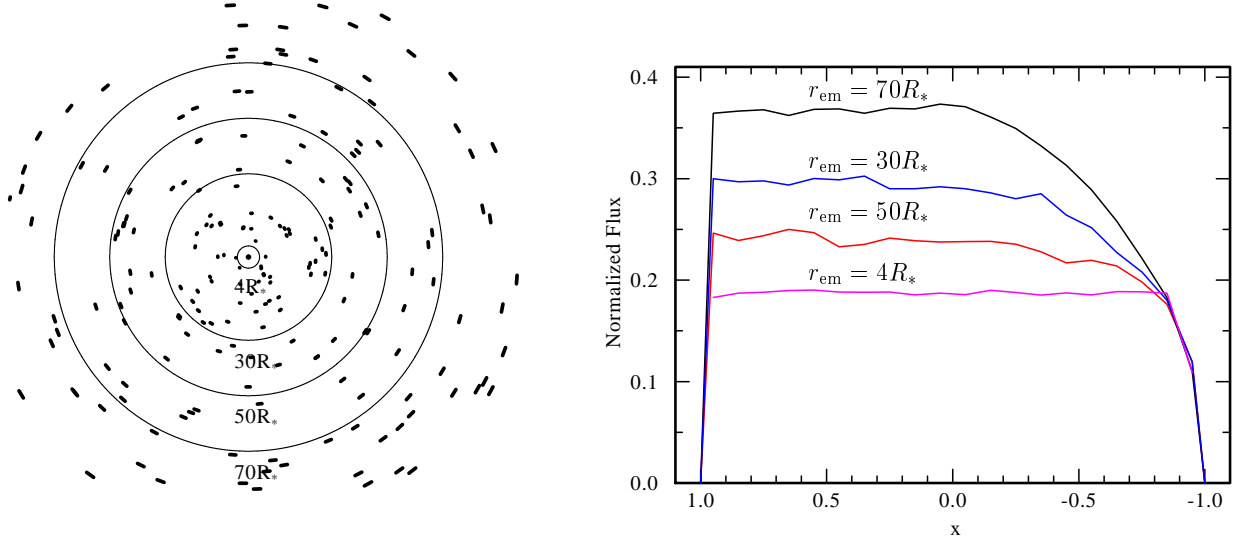 4R*
30R*
50R*
70R*
Normalized Flux
0.4
0.3
0.2
0.1
0.0
r_em = 70R*
r_em = 30R*
r_em = 50R*
r_em = 4R*
1.0 0.5 0.0 -0.5 -1.0
x